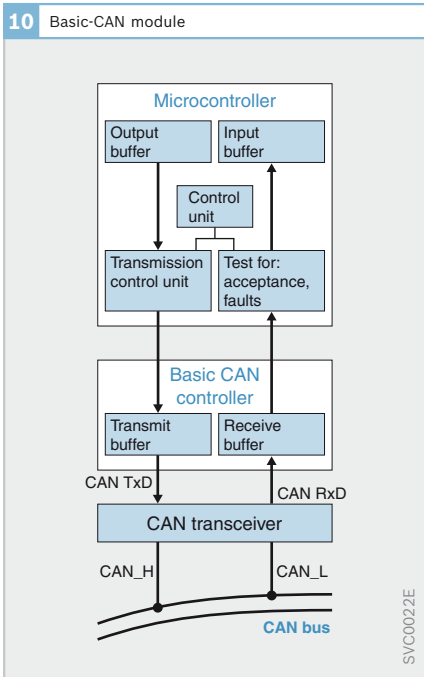 10 Basic-CAN module
Microcontroller
Output
buffer
Input
buffer
Control
unit
Transmission
control unit
Test for:
acceptance,
faults
Basic CAN
controller
Transmit
buffer
Receive
buffer
CAN TxD
CAN RxD
CAN transceiver
CAN_H
CAN_L
CAN bus
SVC0022E